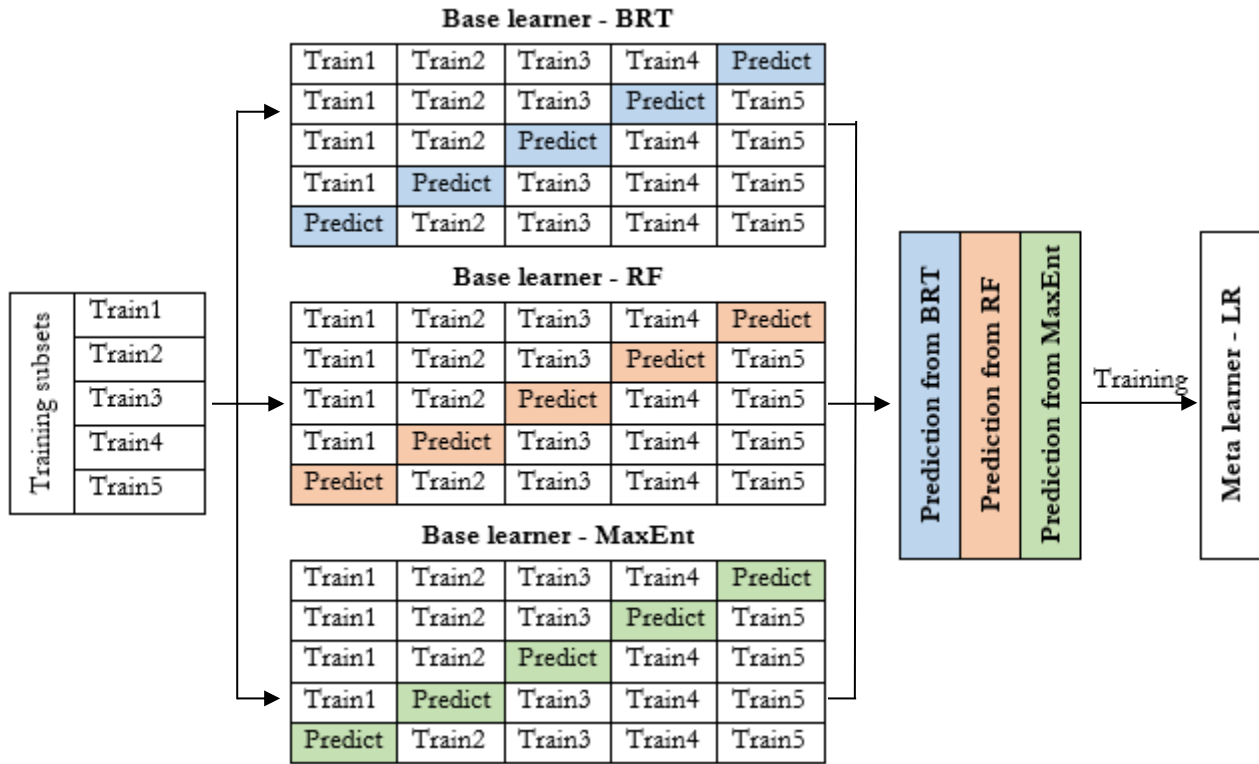 Training subsets
Train1
Train2
Train3
Train4
Train5
Base learner - BRT
Train1 Train2 Train3 Train4 Predict
Train1 Train2 Train3 Predict Train5
Train1 Train2 Predict Train4 Train5
Train1 Predict Train3 Train4 Train5
Predict Train2 Train3 Train4 Train5
Base learner - RF
Train1 Train2 Train3 Train4 Predict
Train1 Train2 Train3 Predict Train5
Train1 Train2 Predict Train4 Train5
Train1 Predict Train3 Train4 Train5
Predict Train2 Train3 Train4 Train5
Base learner - MaxEnt
Train1 Train2 Train3 Train4 Predict
Train1 Train2 Train3 Predict Train5
Train1 Train2 Predict Train4 Train5
Train1 Predict Train3 Train4 Train5
Predict Train2 Train3 Train4 Train5
Prediction from BRT
Prediction from RF
Prediction from MaxEnt
Training
Meta learner - LR